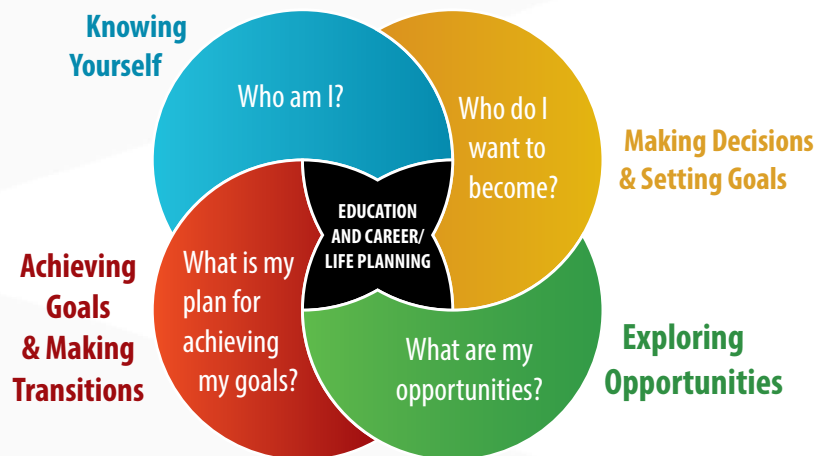 Knowing
Yourself
Who am I?
Who do I
want to
become?
Making Decisions
& Setting Goals
EDUCATION
AND CAREER/
LIFE PLANNING
Achieving
Goals
& Making
Transitions
What is my
plan for
achieving
my goals?
What are my
opportunities?
Exploring
Opportunities